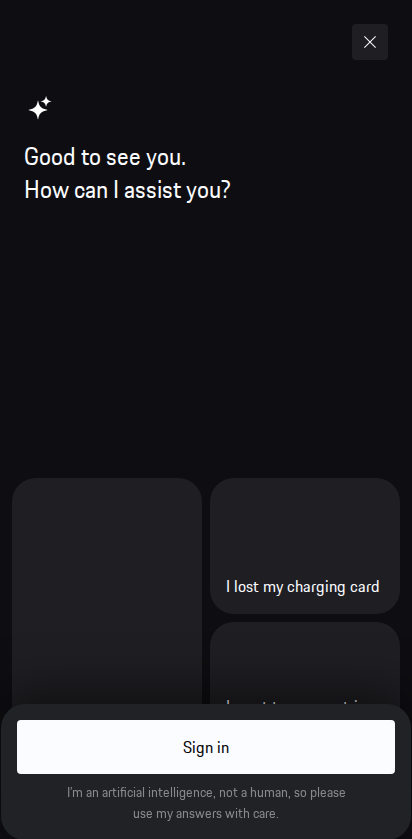 Good to see you.
How can I assist you?
I lost my charging card
Sign in
I'm an artificial intelligence, not a human, so please
use my answers with care.